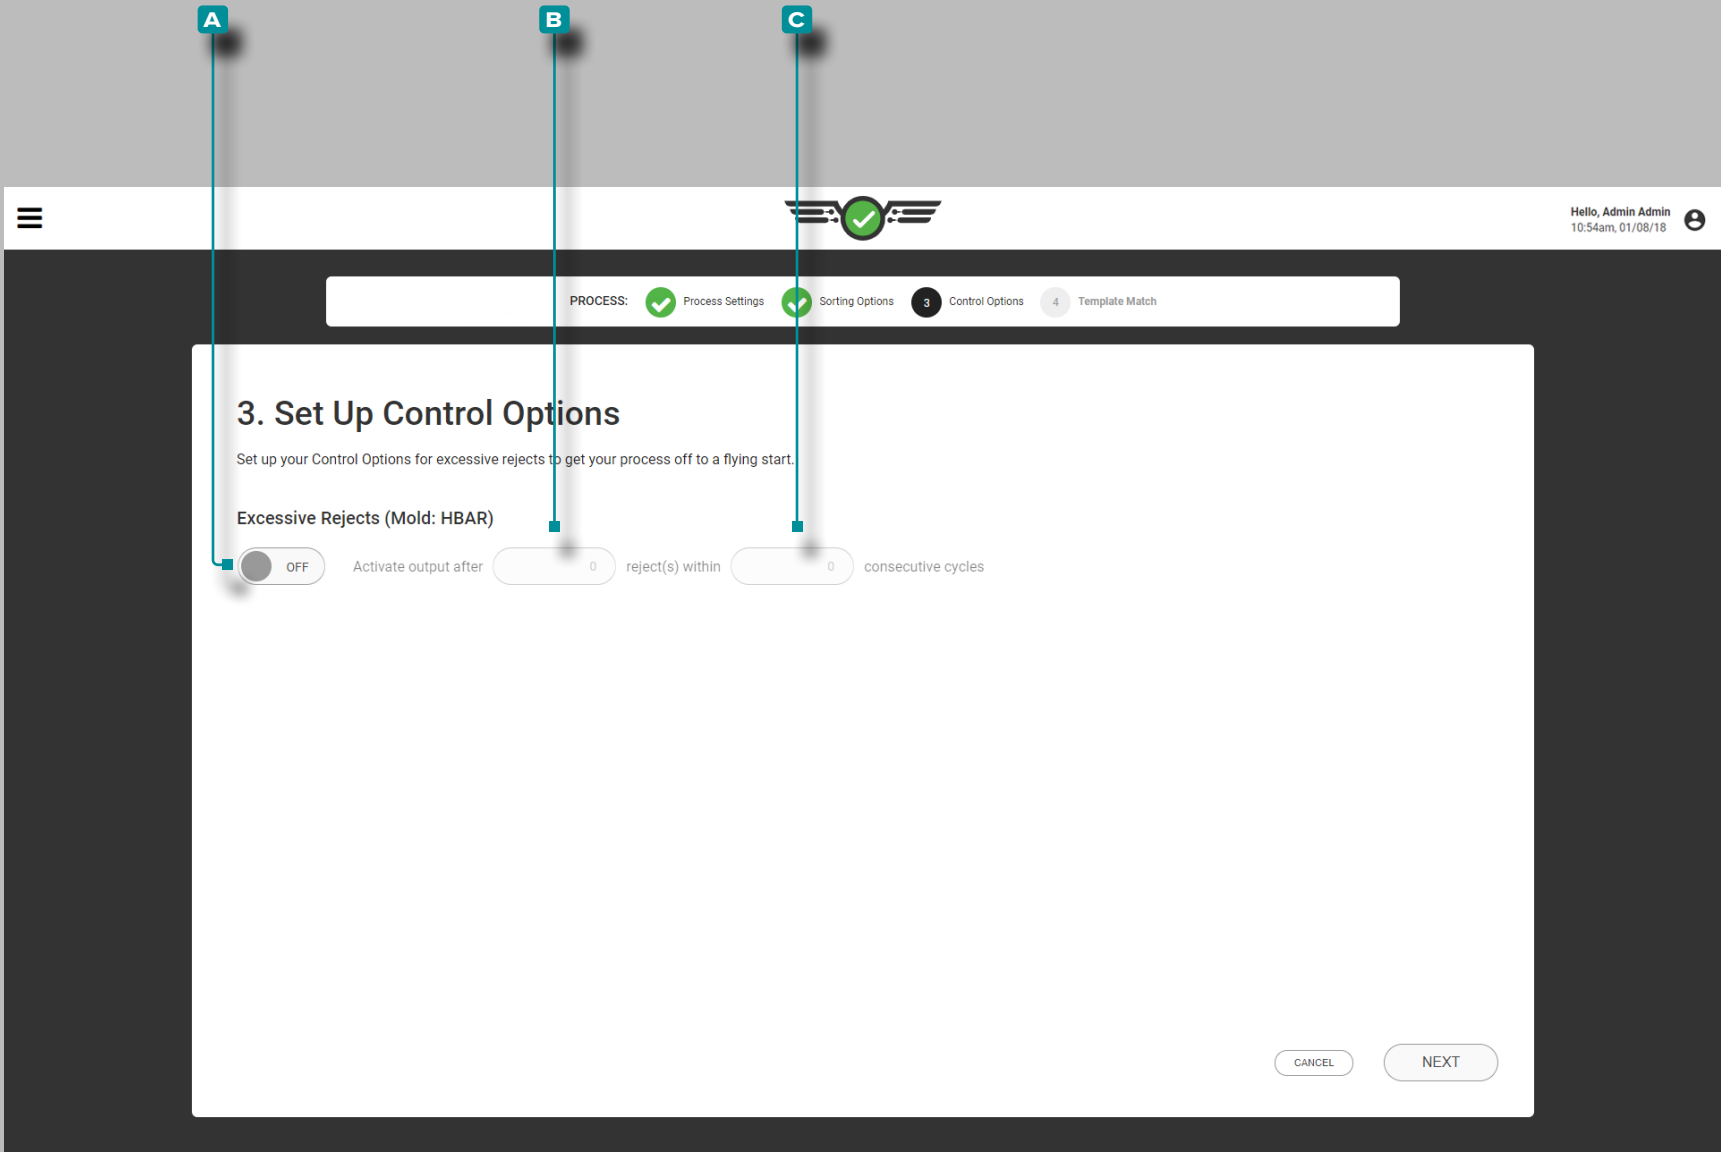 A B C
Hello, Admin Admin
10:54am, 01/08/18
PROCESS: Process Settings Sorting Options 3 Control Options 4 Template Match
3. Set Up Control Options
Set up your Control Options for excessive rejects to get your process off to a flying start.
Excessive Rejects (Mold: HBAR)
OFF Activate output after 0 reject(s) within 0 consecutive cycles
CANCEL NEXT